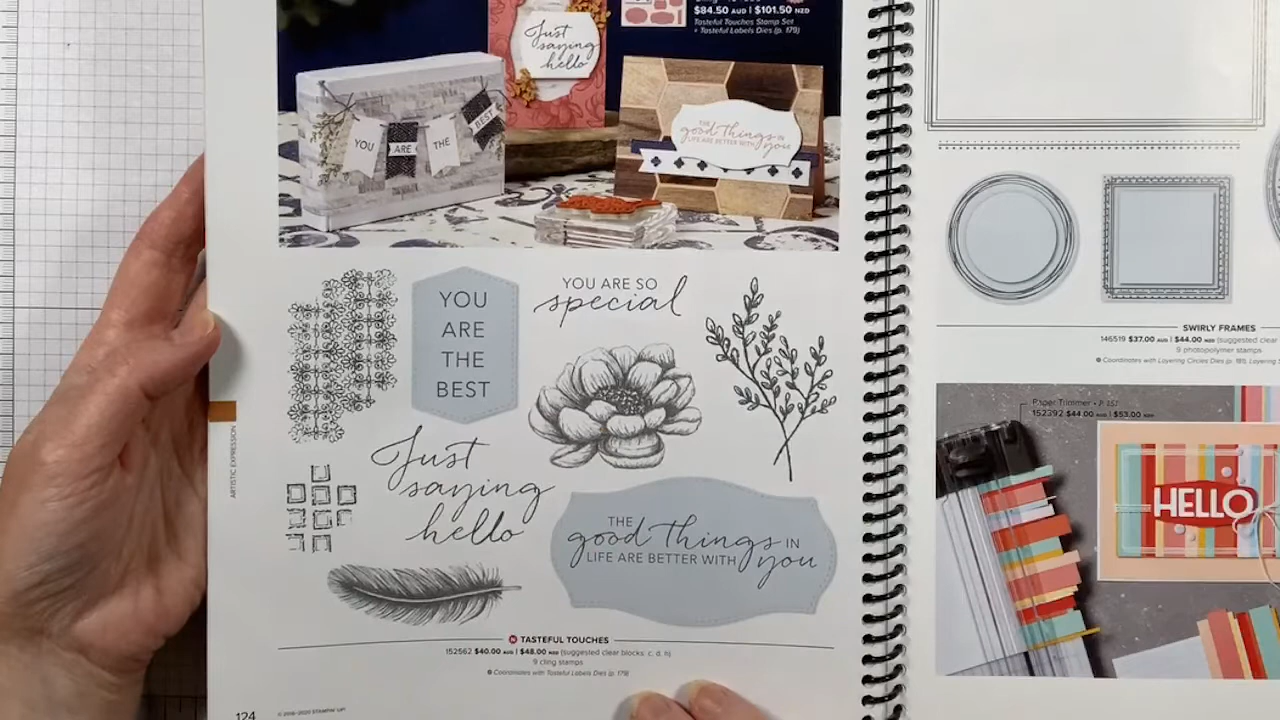 $84.50 AUD | $101.50 NZD
Tasteful Touches Stamp Set
+ Tasteful Labels Dies (p. 179)
Just
saying
hello
YOU ARE THE BEST
THE
good things IN
LIFE ARE BETTER WITH you
YOU
ARE
THE
BEST
YOU ARE SO
special
Just
saying
hello
THE
good things IN
LIFE ARE BETTER WITH you
ARTISTIC EXPRESSION
N TASTEFUL TOUCHES
152562 $40.00 AUD | $48.00 NZD (suggested clear blocks: c, d, h)
9 cling stamps
Coordinates with Tasteful Labels Dies (p. 179)
124
© 2016–2020 STAMPIN' UP!
SWIRLY FRAMES
146519 $37.00 AUD | $44.00 NZD (suggested clear
9 photopolymer stamps
Coordinates with Layering Circles Dies (p. 181), Layering
Paper Trimmer • P. 157
152392 $44.00 AUD | $53.00 NZD
HELLO